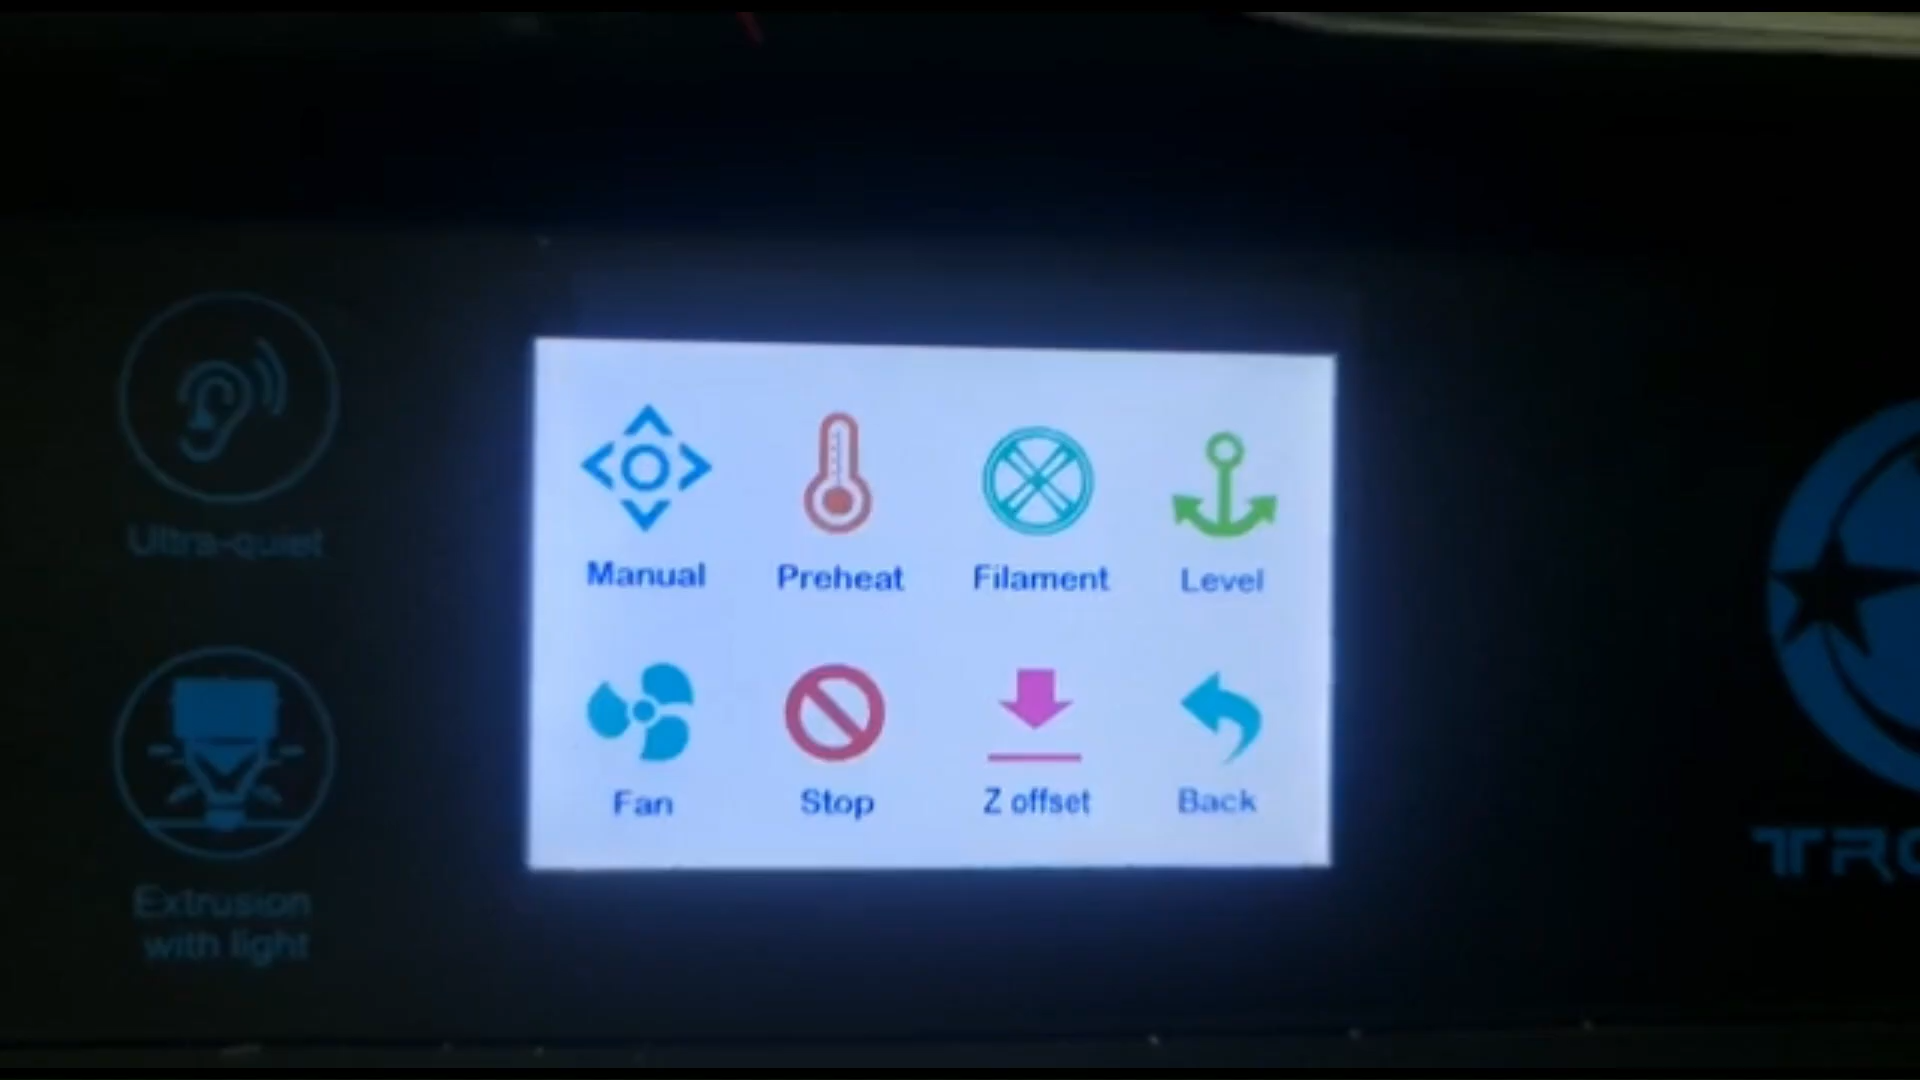 Ultra-quiet
Manual
Preheat
Filament
Level
Fan
Stop
Z offset
Back
Extrusion
with light